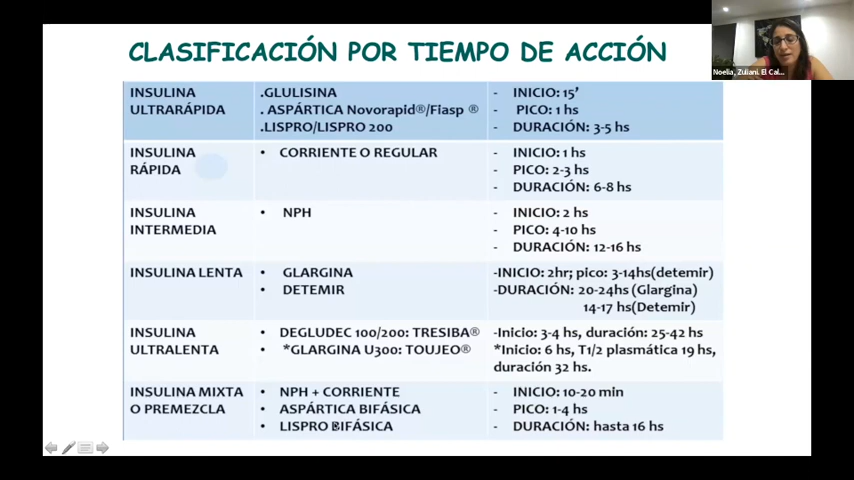 Noelia, Zuliani. El Cal...
CLASIFICACIÓN POR TIEMPO DE ACCIÓN
INSULINA
ULTRARÁPIDA
.GLULISINA
. ASPÁRTICA Novorapid®/Fiasp ®
.LISPRO/LISPRO 200
- INICIO: 15’
- PICO: 1 hs
- DURACIÓN: 3-5 hs
INSULINA
RÁPIDA
• CORRIENTE O REGULAR
- INICIO: 1 hs
- PICO: 2-3 hs
- DURACIÓN: 6-8 hs
INSULINA
INTERMEDIA
• NPH
- INICIO: 2 hs
- PICO: 4-10 hs
- DURACIÓN: 12-16 hs
INSULINA LENTA
• GLARGINA
• DETEMIR
-INICIO: 2hr; pico: 3-14hs(detemir)
-DURACIÓN: 20-24hs (Glargina)
14-17 hs(Detemir)
INSULINA
ULTRALENTA
• DEGLUDEC 100/200: TRESIBA®
• *GLARGINA U300: TOUJEO®
-Inicio: 3-4 hs, duración: 25-42 hs
*Inicio: 6 hs, T1/2 plasmática 19 hs,
duración 32 hs.
INSULINA MIXTA
O PREMEZCLA
• NPH + CORRIENTE
• ASPÁRTICA BIFÁSICA
• LISPRO BIFÁSICA
- INICIO: 10-20 min
- PICO: 1-4 hs
- DURACIÓN: hasta 16 hs